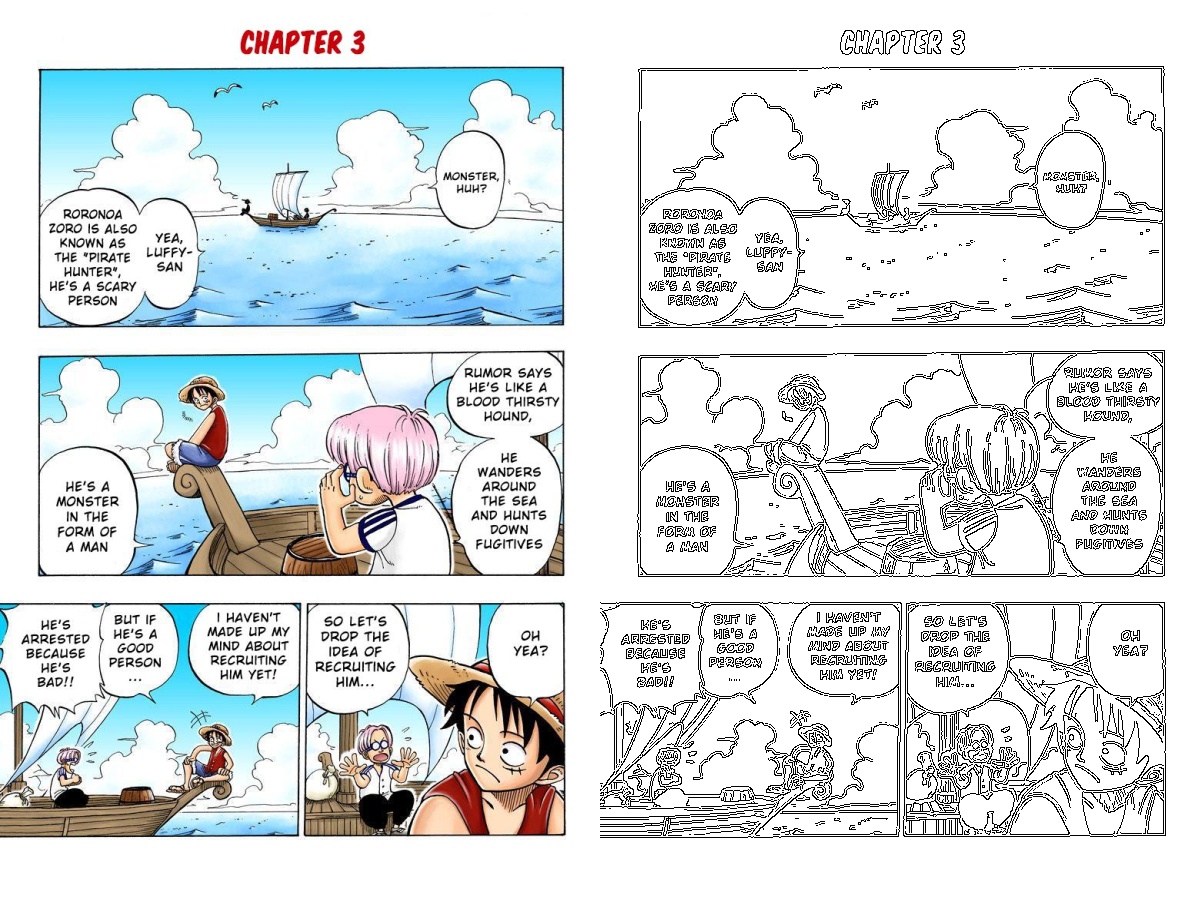 CHAPTER 3
MONSTER,
HUH?
YEA,
LUFFY-
SAN
RORONOA
ZORO IS ALSO
KNOWN AS
THE "PIRATE
HUNTER",
HE'S A SCARY
PERSON
RUMOR SAYS
HE'S LIKE A
BLOOD THIRSTY
HOUND,
HE
WANDERS
AROUND
THE SEA
AND HUNTS
DOWN
FUGITIVES
HE'S A
MONSTER
IN THE
FORM OF
A MAN
OH
YEA?
SO LET'S
DROP THE
IDEA OF
RECRUITING
HIM...
I HAVEN'T
MADE UP MY
MIND ABOUT
RECRUITING
HIM YET!
BUT IF
HE'S A
GOOD
PERSON
...
HE'S
ARRESTED
BECAUSE
HE'S
BAD!!
CHAPTER 3
MONSTER,
HUH?
YEA,
LUFFY-
SAN
RORONOA
ZORO IS ALSO
KNOWN AS
THE "PIRATE
HUNTER",
HE'S A SCARY
PERSON
RUMOR SAYS
HE'S LIKE A
BLOOD THIRSTY
HOUND,
HE
WANDERS
AROUND
THE SEA
AND HUNTS
DOWN
FUGITIVES
HE'S A
MONSTER
IN THE
FORM OF
A MAN
OH
YEA?
SO LET'S
DROP THE
IDEA OF
RECRUITING
HIM...
I HAVEN'T
MADE UP MY
MIND ABOUT
RECRUITING
HIM YET!
BUT IF
HE'S A
GOOD
PERSON
...
HE'S
ARRESTED
BECAUSE
HE'S
BAD!!